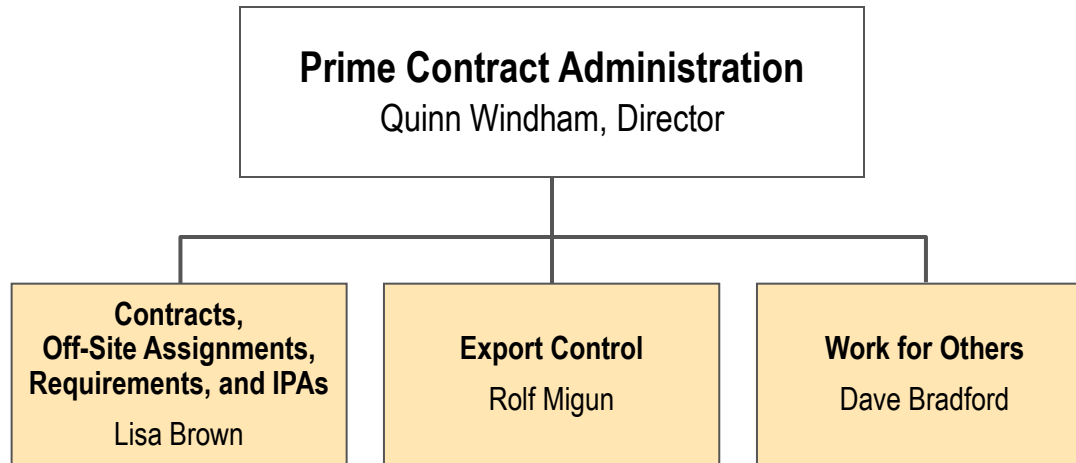 Prime Contract Administration
Quinn Windham, Director
Contracts,
Off-Site Assignments,
Requirements, and IPAs
Lisa Brown
Export Control
Rolf Migun
Work for Others
Dave Bradford